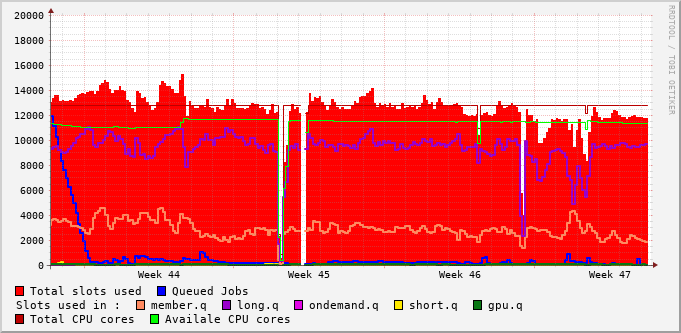 RRDTOOL / TOBI OETIKER
20000
18000
16000
14000
12000
10000
8000
6000
4000
2000
0
Week 44 Week 45 Week 46 Week 47
Total slots used Queued Jobs
Slots used in : member.q long.q ondemand.q short.q gpu.q
Total CPU cores Availale CPU cores